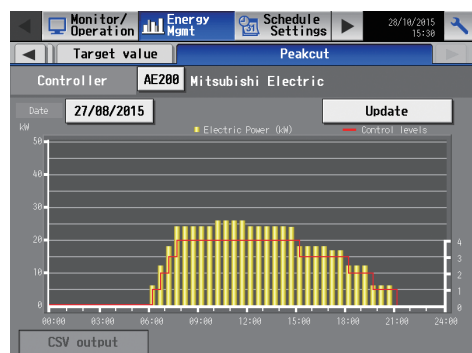 Monitor/ Operation
Energy Mgmt
31
Schedule Settings
28/10/2015 15:30
Target value
Peakcut
Controller
AE200
Mitsubishi Electric
Date
27/08/2015
Update
kW
Electric Power (kW)
Control levels
50
40
30
20
10
0
4
3
2
1
0
00:00 03:00 06:00 09:00 12:00 15:00 18:00 21:00 24:00
CSV output